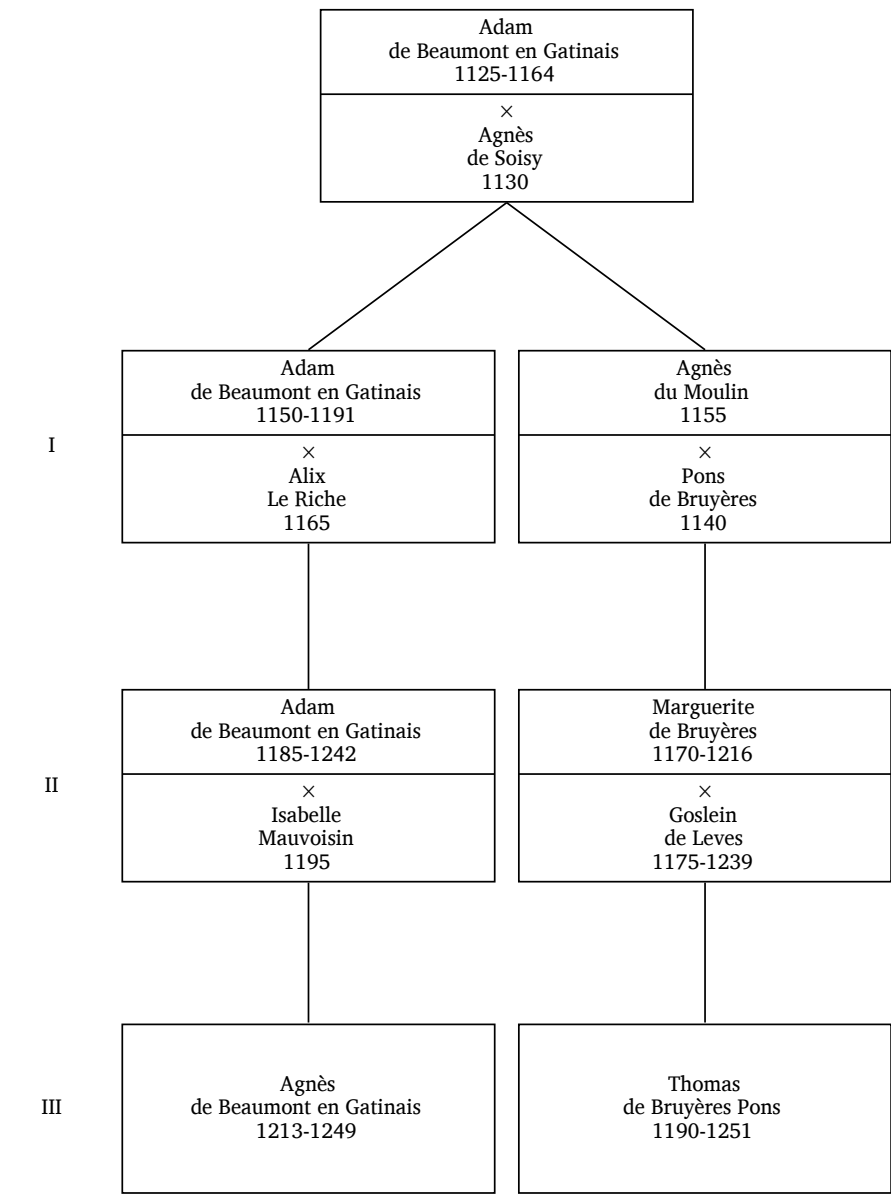 Adam
de Beaumont en Gatinais
1125-1164
×
Agnès
de Soisy
1130
Adam
de Beaumont en Gatinais
1150-1191
×
Alix
Le Riche
1165
Agnès
du Moulin
1155
×
Pons
de Bruyères
1140
I
Adam
de Beaumont en Gatinais
1185-1242
×
Isabelle
Mauvoisin
1195
Marguerite
de Bruyères
1170-1216
×
Goslein
de Leves
1175-1239
II
Agnès
de Beaumont en Gatinais
1213-1249
Thomas
de Bruyères Pons
1190-1251
III